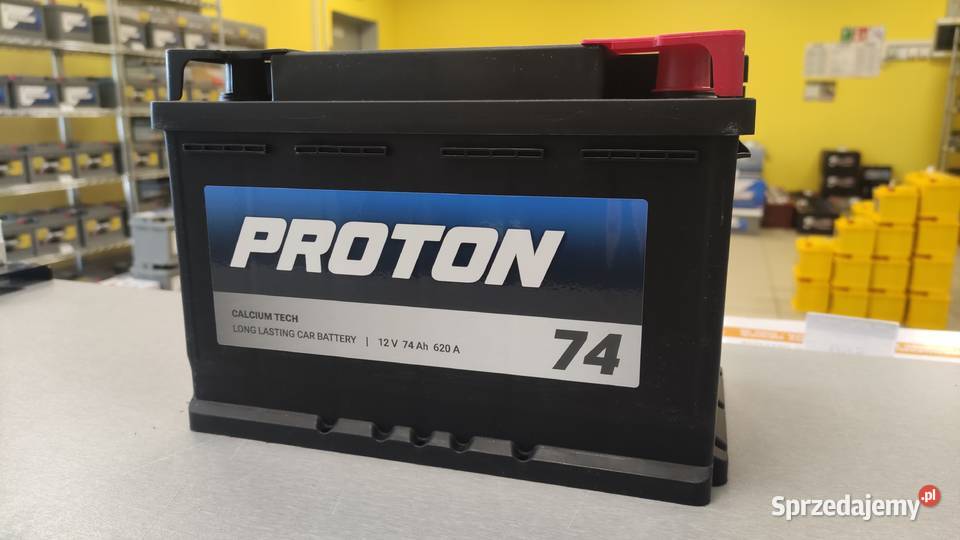 PROTON
CALCIUM TECH
LONG LASTING CAR BATTERY | 12 V 74 Ah 620 A
74
Sprzedajemy.pl